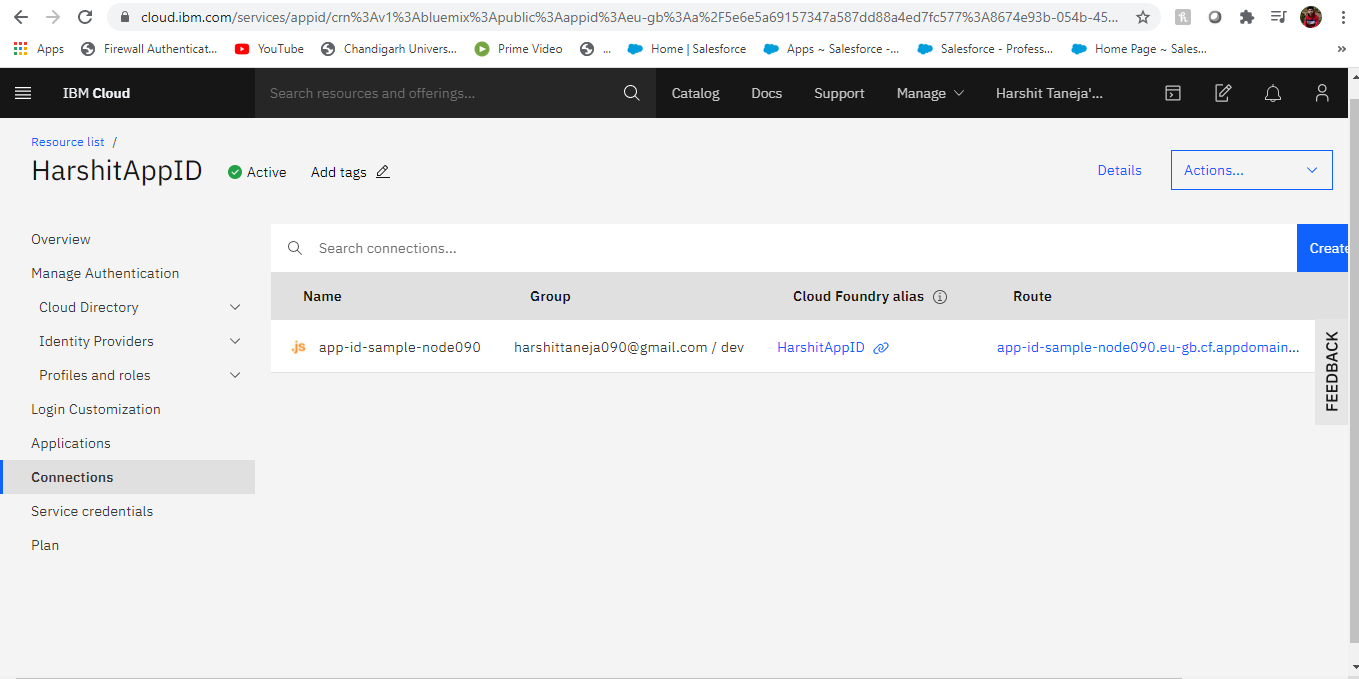 cloud.ibm.com/services/appid/crn%3Av1%3Abluemix%3Apublic%3Aappid%3Aeu-gb%3Aa%2F5e6e5a69157347a587dd88a4ed7fc577%3A8674e93b-054b-45...
Apps Firewall Authenticat... YouTube Chandigarh Univers... Prime Video ... Home | Salesforce Apps ~ Salesforce -... Salesforce - Profess... Home Page ~ Sales... »
IBM Cloud Search resources and offerings... Catalog Docs Support Manage Harshit Taneja'...
Resource list /
HarshitAppID Active Add tags Details Actions...
Overview
Manage Authentication
Cloud Directory
Identity Providers
Profiles and roles
Login Customization
Applications
Connections
Service credentials
Plan
Search connections... Create
Name Group Cloud Foundry alias Route
.js app-id-sample-node090 harshittaneja090@gmail.com / dev HarshitAppID app-id-sample-node090.eu-gb.cf.appdomain...
FEEDBACK